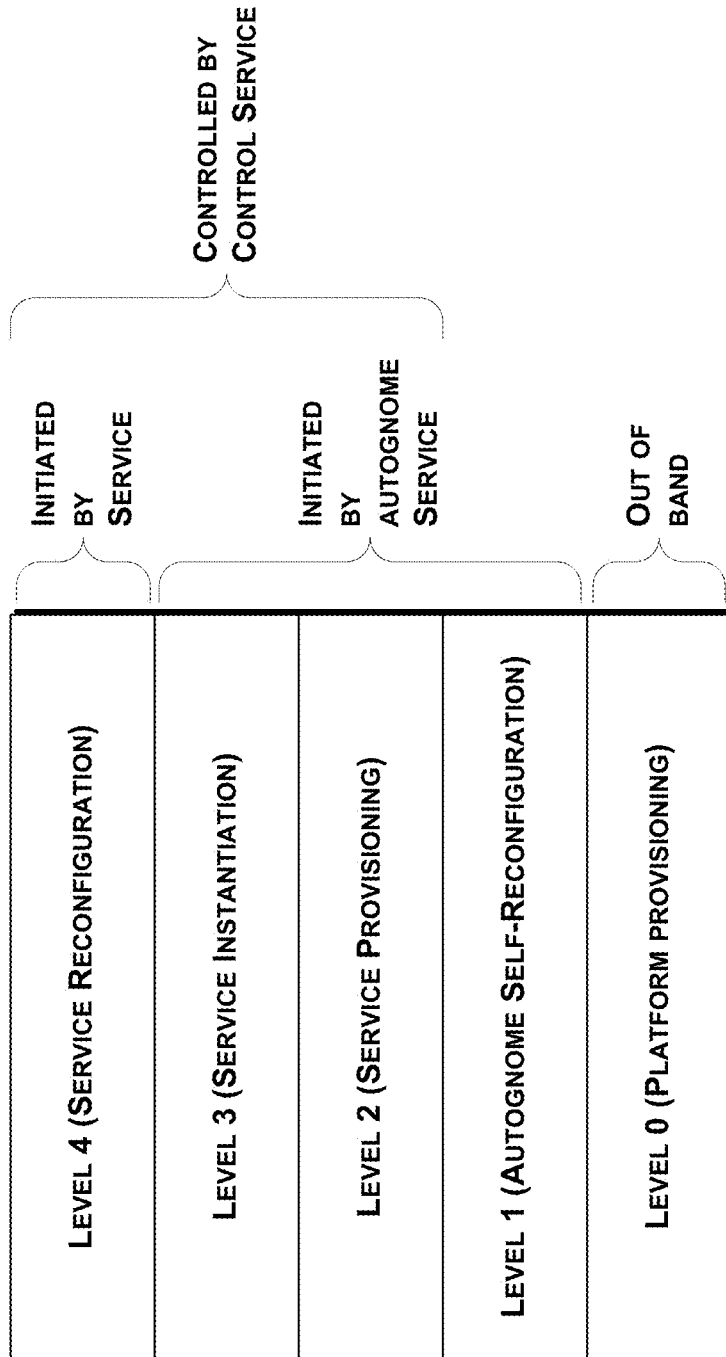 LEVEL 4 (SERVICE RECONFIGURATION)
LEVEL 3 (SERVICE INSTANTIATION)
LEVEL 2 (SERVICE PROVISIONING)
LEVEL 1 (AUTOGNOME SELF-RECONFIGURATION)
LEVEL 0 (PLATFORM PROVISIONING)
INITIATED
BY
SERVICE
INITIATED
BY
AUTOGNOME
SERVICE
OUT OF
BAND
CONTROLLED BY
CONTROL SERVICE